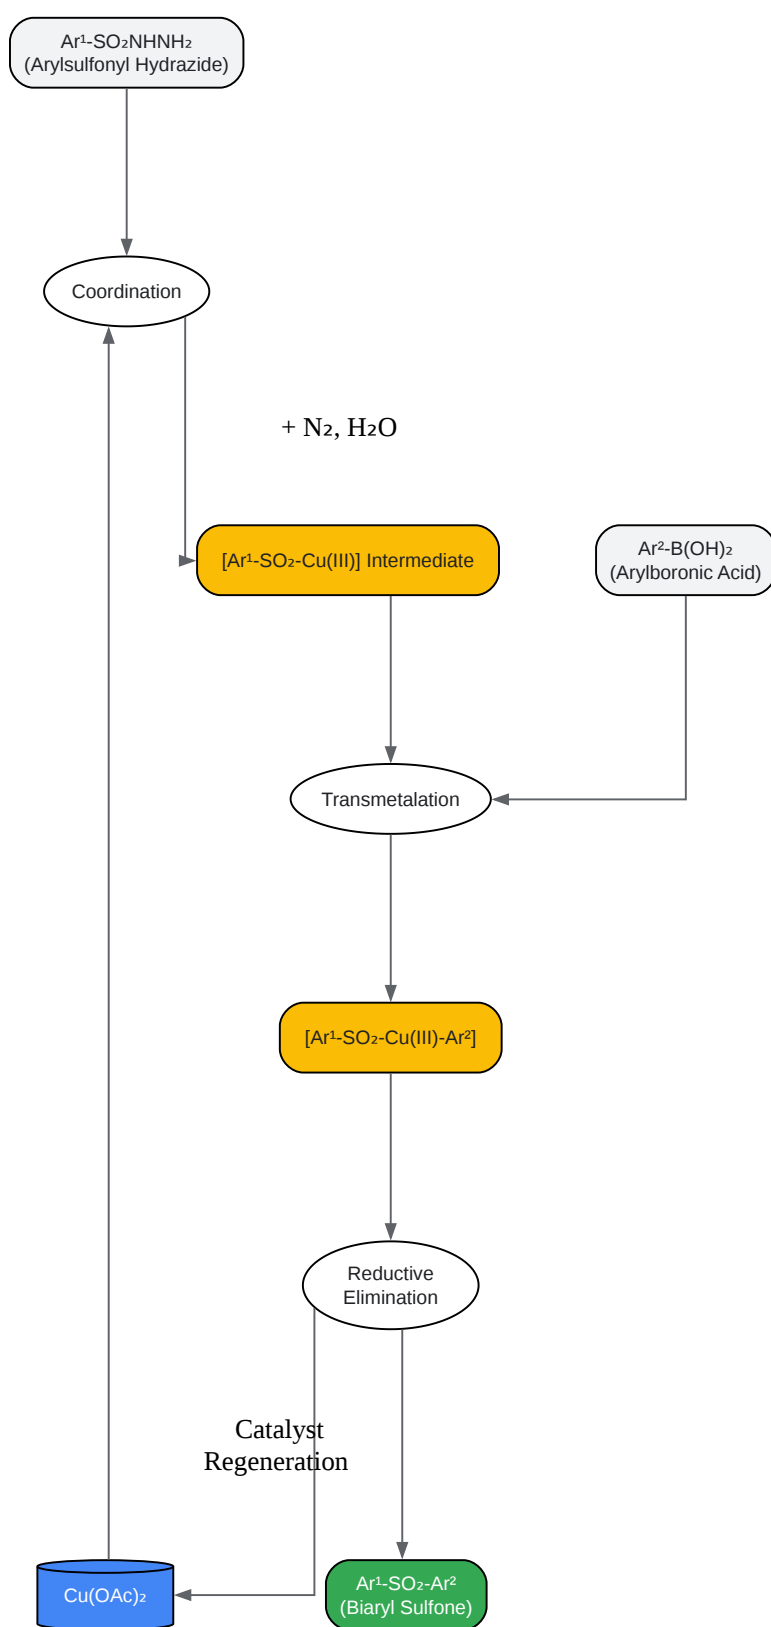 Ar¹-SO₂NHNH₂
(Arylsulfonyl Hydrazide)
Coordination
+ N₂, H₂O
[Ar¹-SO₂-Cu(III)] Intermediate
Ar²-B(OH)₂
(Arylboronic Acid)
Transmetalation
[Ar¹-SO₂-Cu(III)-Ar²]
Reductive
Elimination
Catalyst
Regeneration
Cu(OAc)₂
Ar¹-SO₂-Ar²
(Biaryl Sulfone)